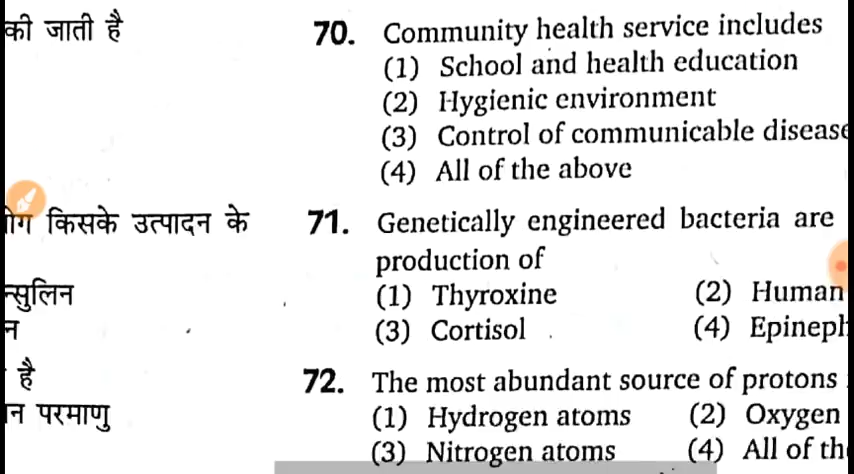 की जाती है
70. Community health service includes
(1) School and health education
(2) Hygienic environment
(3) Control of communicable disease
(4) All of the above
किसके उत्पादन के
71. Genetically engineered bacteria are
production of
(1) Thyroxine (2) Human
(3) Cortisol (4)
है
परमाणु
72. The most abundant source of protons
(1) Hydrogen atoms (2) Oxygen
(3) Nitrogen atoms (4) All of